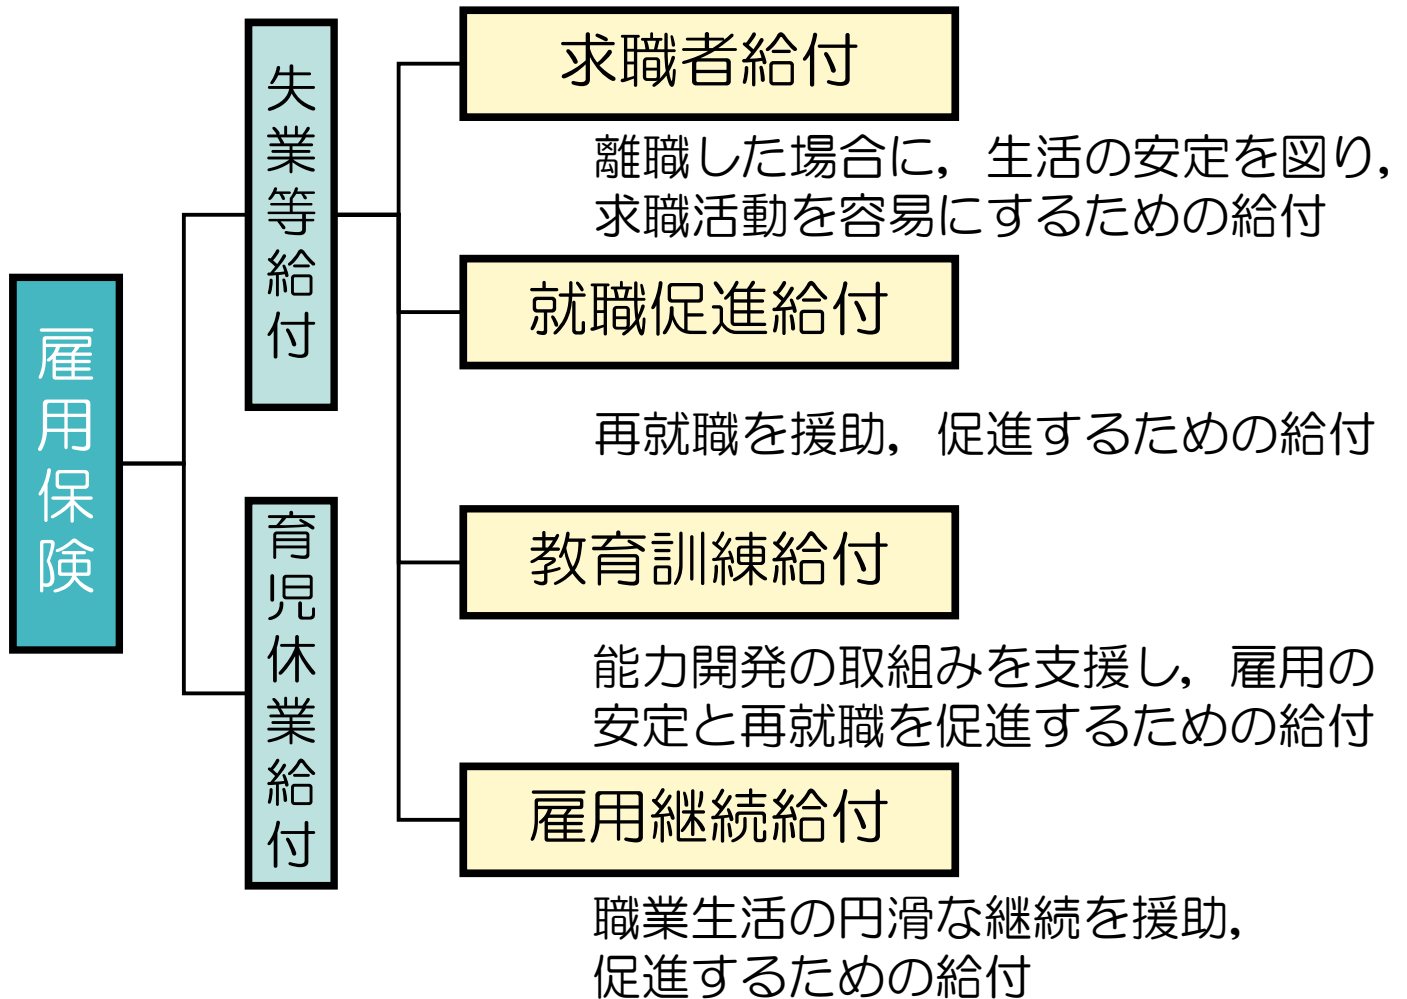 雇用保険
失業等給付
求職者給付
離職した場合に，生活の安定を図り，
求職活動を容易にするための給付
就職促進給付
再就職を援助，促進するための給付
教育訓練給付
能力開発の取組みを支援し，雇用の
安定と再就職を促進するための給付
雇用継続給付
職業生活の円滑な継続を援助，
促進するための給付
育児休業給付